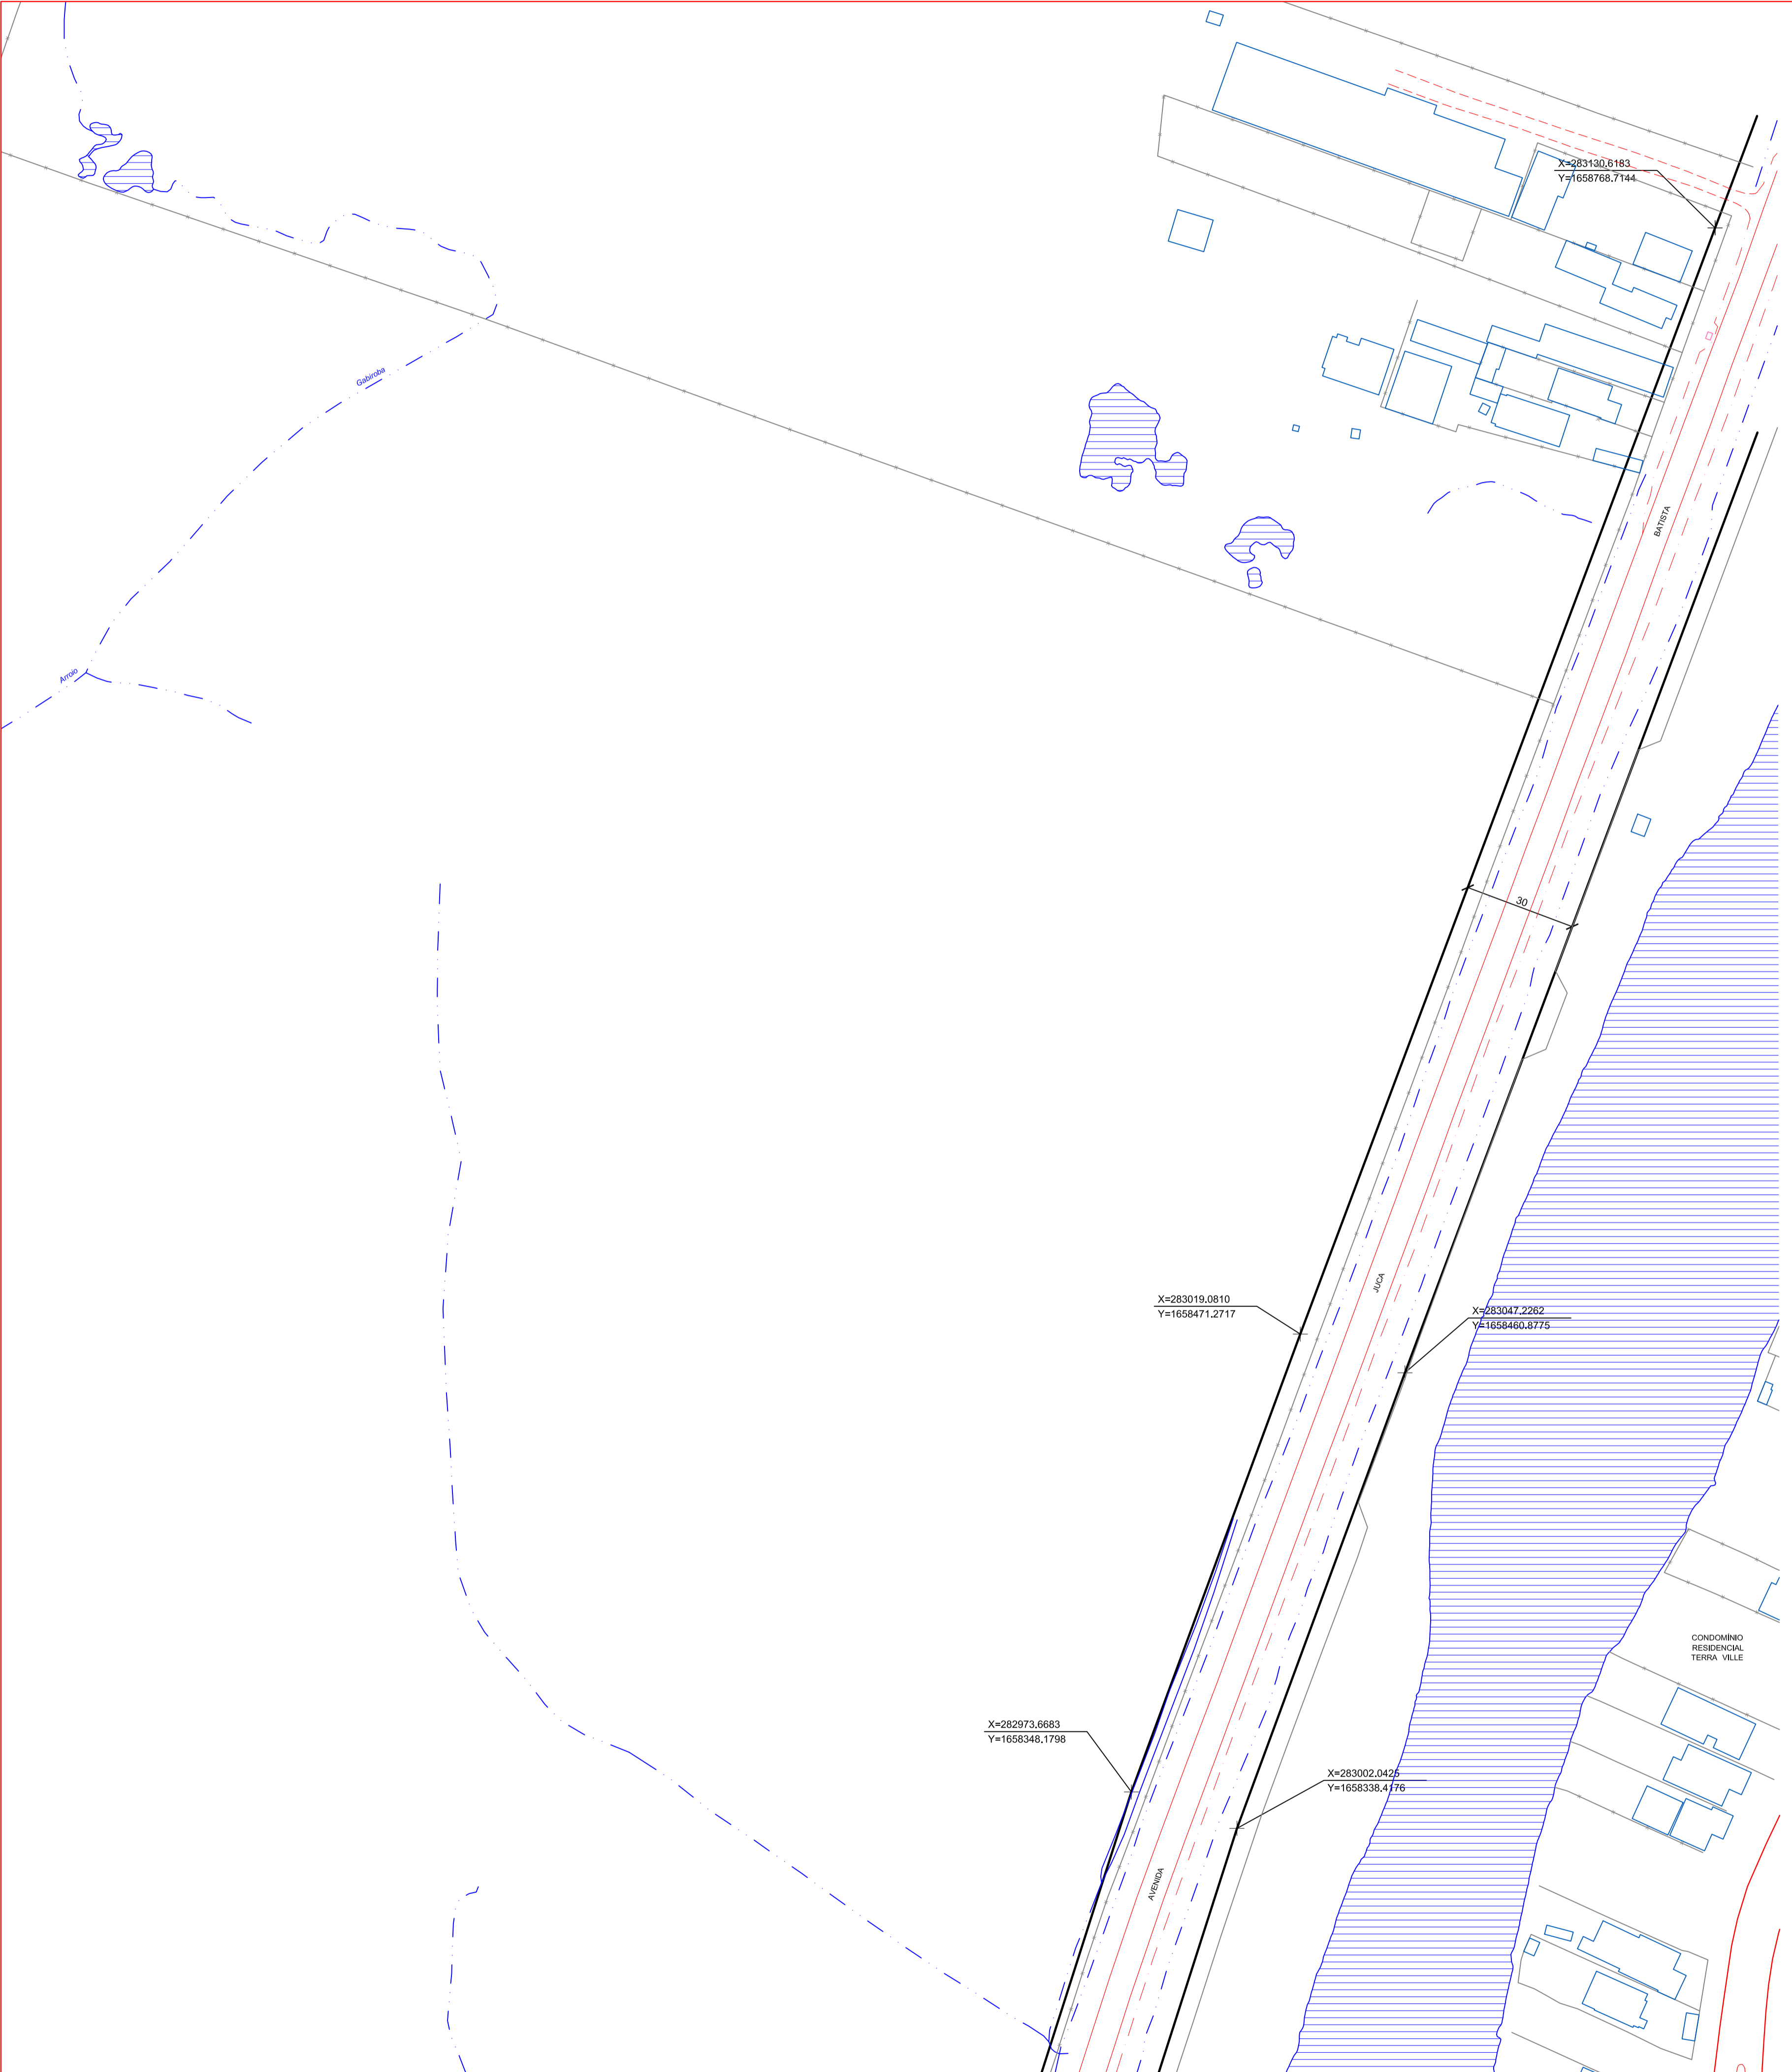 X=283130.6183
Y=1658768.7144
Gabiroba
BATISTA
Arroio
30
JUCA
X=283019.0810
Y=1658471.2717
X=283047.2262
Y=1658460.8775
CONDOMÍNIO
RESIDENCIAL
TERRA VILLE
X=282973.6683
Y=1658348.1798
X=283002.0425
Y=1658338.4176
AVENIDA